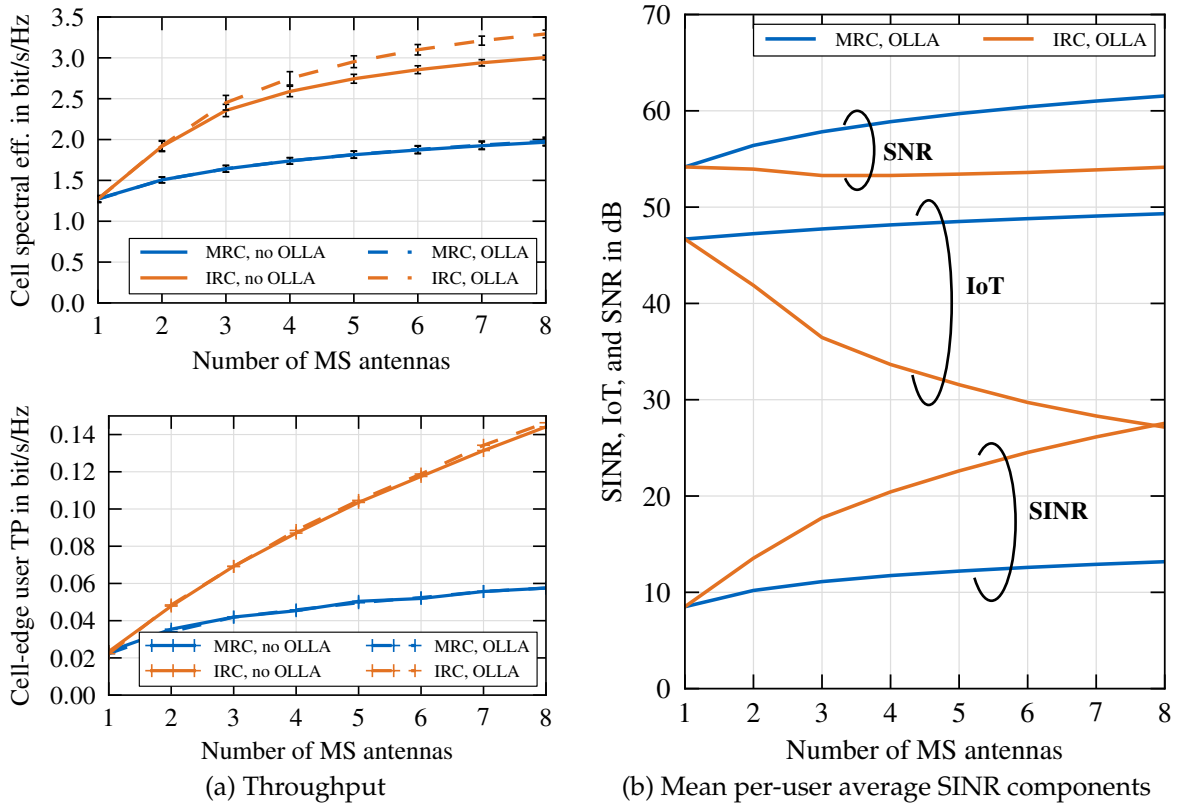 Cell spectral eff. in bit/s/Hz
3.5
3.0
2.5
2.0
1.5
1.0
0.5
0.0
MRC, no OLLA
MRC, OLLA
IRC, no OLLA
IRC, OLLA
1 2 3 4 5 6 7 8
Number of MS antennas
Cell-edge user TP in bit/s/Hz
0.14
0.12
0.10
0.08
0.06
0.04
0.02
0.00
MRC, no OLLA
MRC, OLLA
IRC, no OLLA
IRC, OLLA
1 2 3 4 5 6 7 8
Number of MS antennas
(a) Throughput
SINR, IoT, and SNR in dB
70
60
50
40
30
20
10
0
MRC, OLLA
IRC, OLLA
SNR
IoT
SINR
1 2 3 4 5 6 7 8
Number of MS antennas
(b) Mean per-user average SINR components